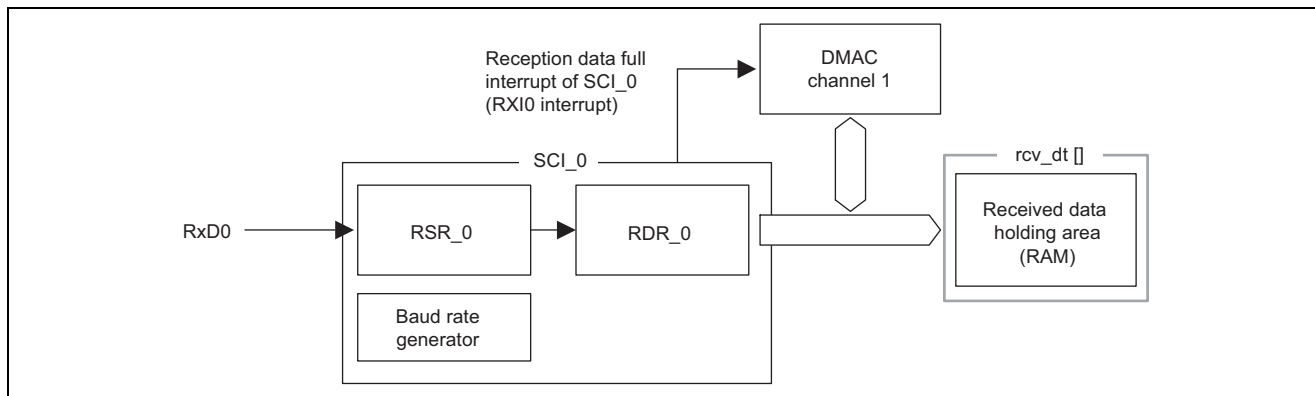 Reception data full
interrupt of SCI_0
(RXI0 interrupt)
DMAC
channel 1
SCI_0
rcv_dt []
RxD0
RSR_0
RDR_0
Received data
holding area
(RAM)
Baud rate
generator